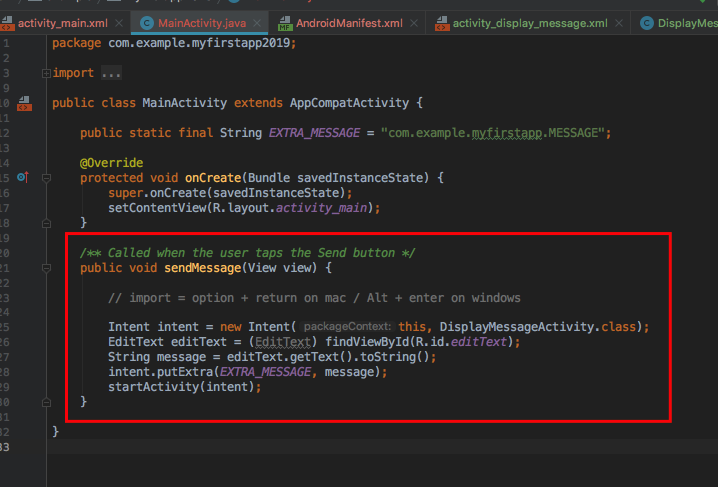 activity_main.xml MainActivity.java AndroidManifest.xml activity_display_message.xml DisplayMes
1 package com.example.myfirstapp2019;
2
3 import ...
10 public class MainActivity extends AppCompatActivity {
11
12 public static final String EXTRA_MESSAGE = "com.example.myfirstapp.MESSAGE";
13
14 @Override
15 protected void onCreate(Bundle savedInstanceState) {
16 super.onCreate(savedInstanceState);
17 setContentView(R.layout.activity_main);
18 }
19
20 /** Called when the user taps the Send button */
21 public void sendMessage(View view) {
22
23 // import = option + return on mac / Alt + enter on windows
24
25 Intent intent = new Intent( packageContext: this, DisplayMessageActivity.class);
26 EditText editText = (EditText) findViewById(R.id.editText);
27 String message = editText.getText().toString();
28 intent.putExtra(EXTRA_MESSAGE, message);
29 startActivity(intent);
30 }
31
32 }
33